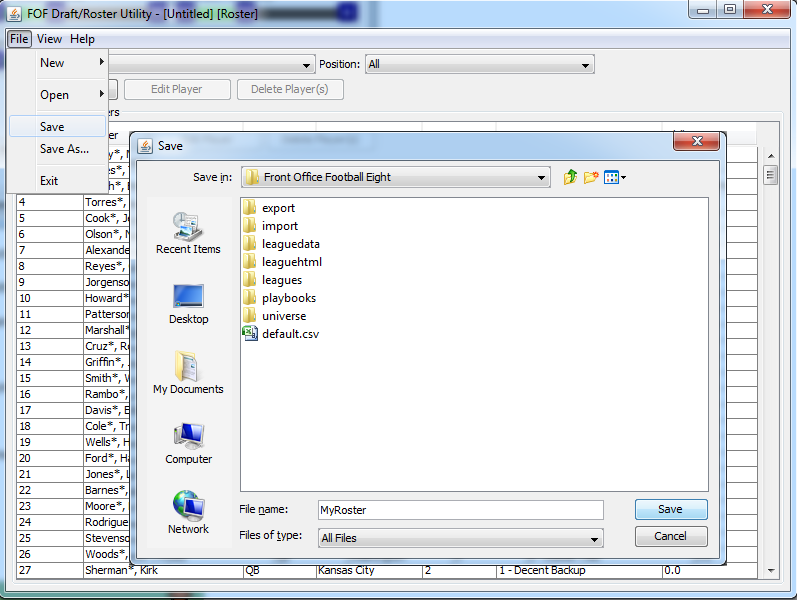 FOF Draft/Roster Utility - [Untitled] [Roster]
File View Help
New
Open
Save
Save As...
Exit
Position: All
Edit Player Delete Player(s)
Save
Save in: Front Office Football Eight
Recent Items
Desktop
My Documents
Computer
Network
export
import
leaguedata
leaguehtml
leagues
playbooks
universe
default.csv
File name: MyRoster
Files of type: All Files
Save
Cancel
4 Torres*,
5 Cook*, J
6 Olson*, N
7 Alexande
8 Reyes*,
9 Jorgenso
10 Howard*
11 Patterson
12 Marshall*
13 Cruz*, R
14 Griffin*,
15 Smith*, W
16 Rambo*,
17 Davis*, B
18 Cole*, Tr
19 Wells*, H
20 Ford*, Ha
21 Jones*, L
22 Barnes*,
23 Moore*,
24 Rodrigue
25 Stevenso
26 Woods*,
27 Sherman*, Kirk QB Kansas City 2 1 - Decent Backup 0.0